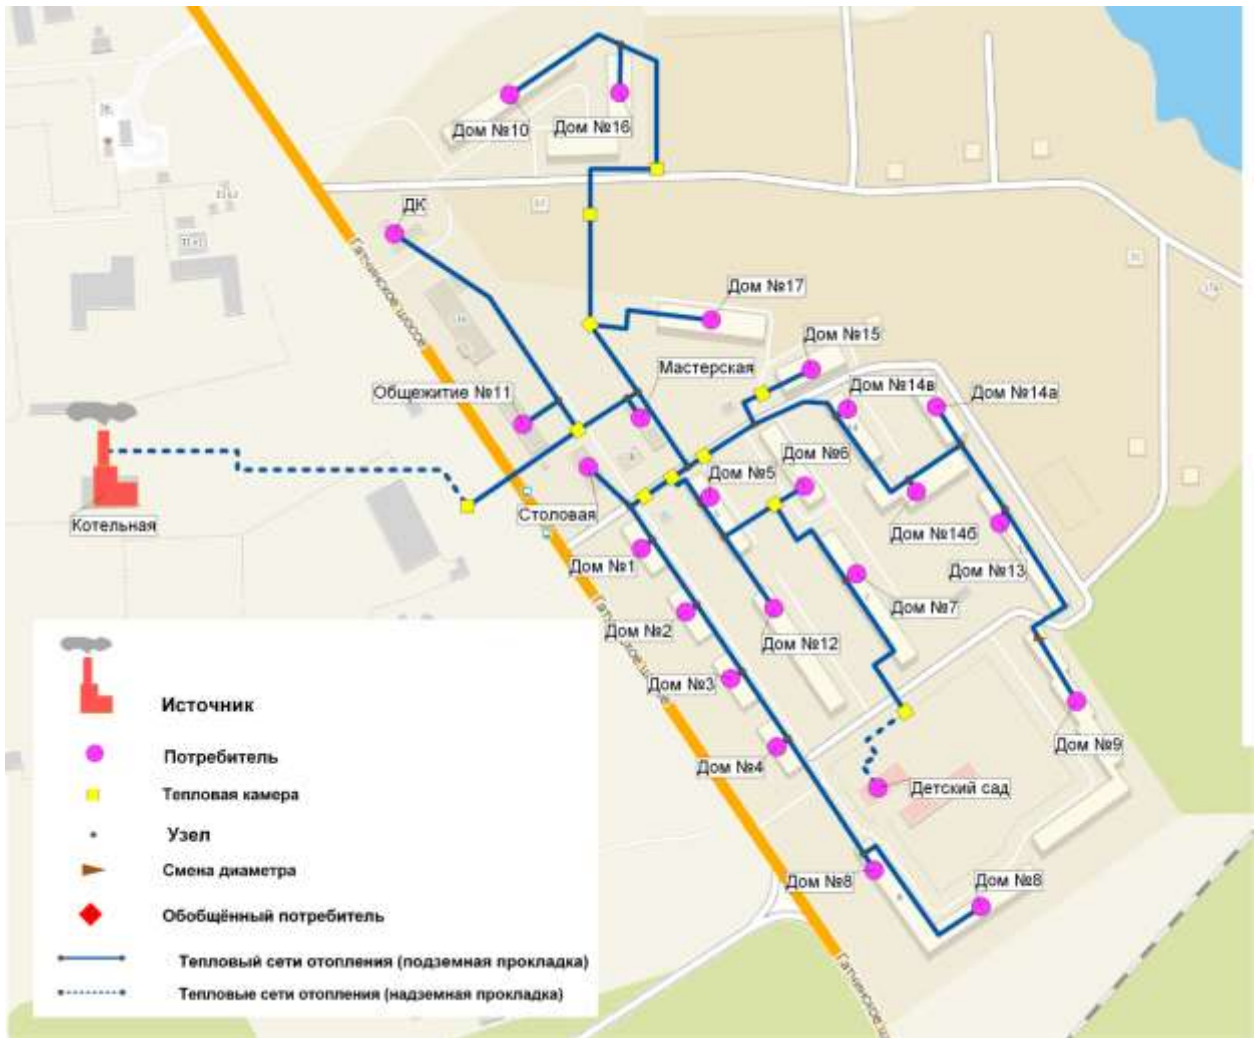 Дом №10
Дом №16
ДК
Гатчинское шоссе
Дом №17
Дом №15
Мастерская
Общежитие №11
Дом №14в
Дом №14а
Дом №6
Дом №5
Столовая
Котельная
Дом №14б
Дом №1
Дом №13
Дом №7
Дом №2
Дом №12
Дом №3
Дом №9
Дом №4
Детский сад
Дом №8
Дом №8
Источник
Потребитель
Тепловая камера
Узел
Смена диаметра
Обобщённый потребитель
Тепловый сети отопления (подземная прокладка)
Тепловые сети отопления (надземная прокладка)